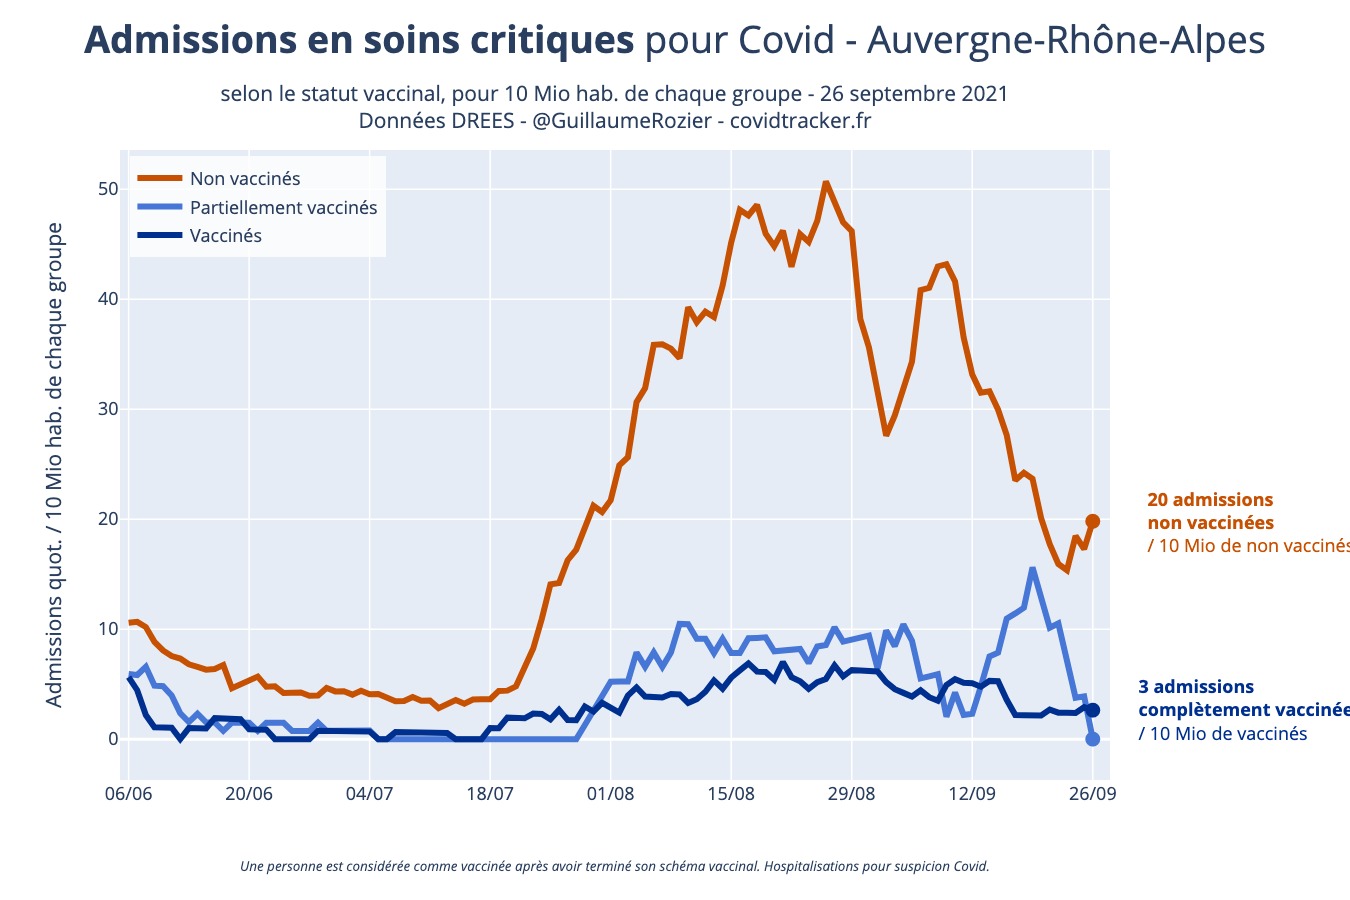 Admissions en soins critiques pour Covid - Auvergne-Rhône-Alpes
selon le statut vaccinal, pour 10 Mio hab. de chaque groupe - 26 septembre 2021
Données DREES - @GuillaumeRozier - covidtracker.fr
Non vaccinés
Partiellement vaccinés
Vaccinés
Admissions quot. / 10 Mio hab. de chaque groupe
50
40
30
20
10
0
06/06
20/06
04/07
18/07
01/08
15/08
29/08
12/09
26/09
20 admissions
non vaccinées
/ 10 Mio de non vaccinés
3 admissions
complètement vaccinée
/ 10 Mio de vaccinés
Une personne est considérée comme vaccinée après avoir terminé son schéma vaccinal. Hospitalisations pour suspicion Covid.